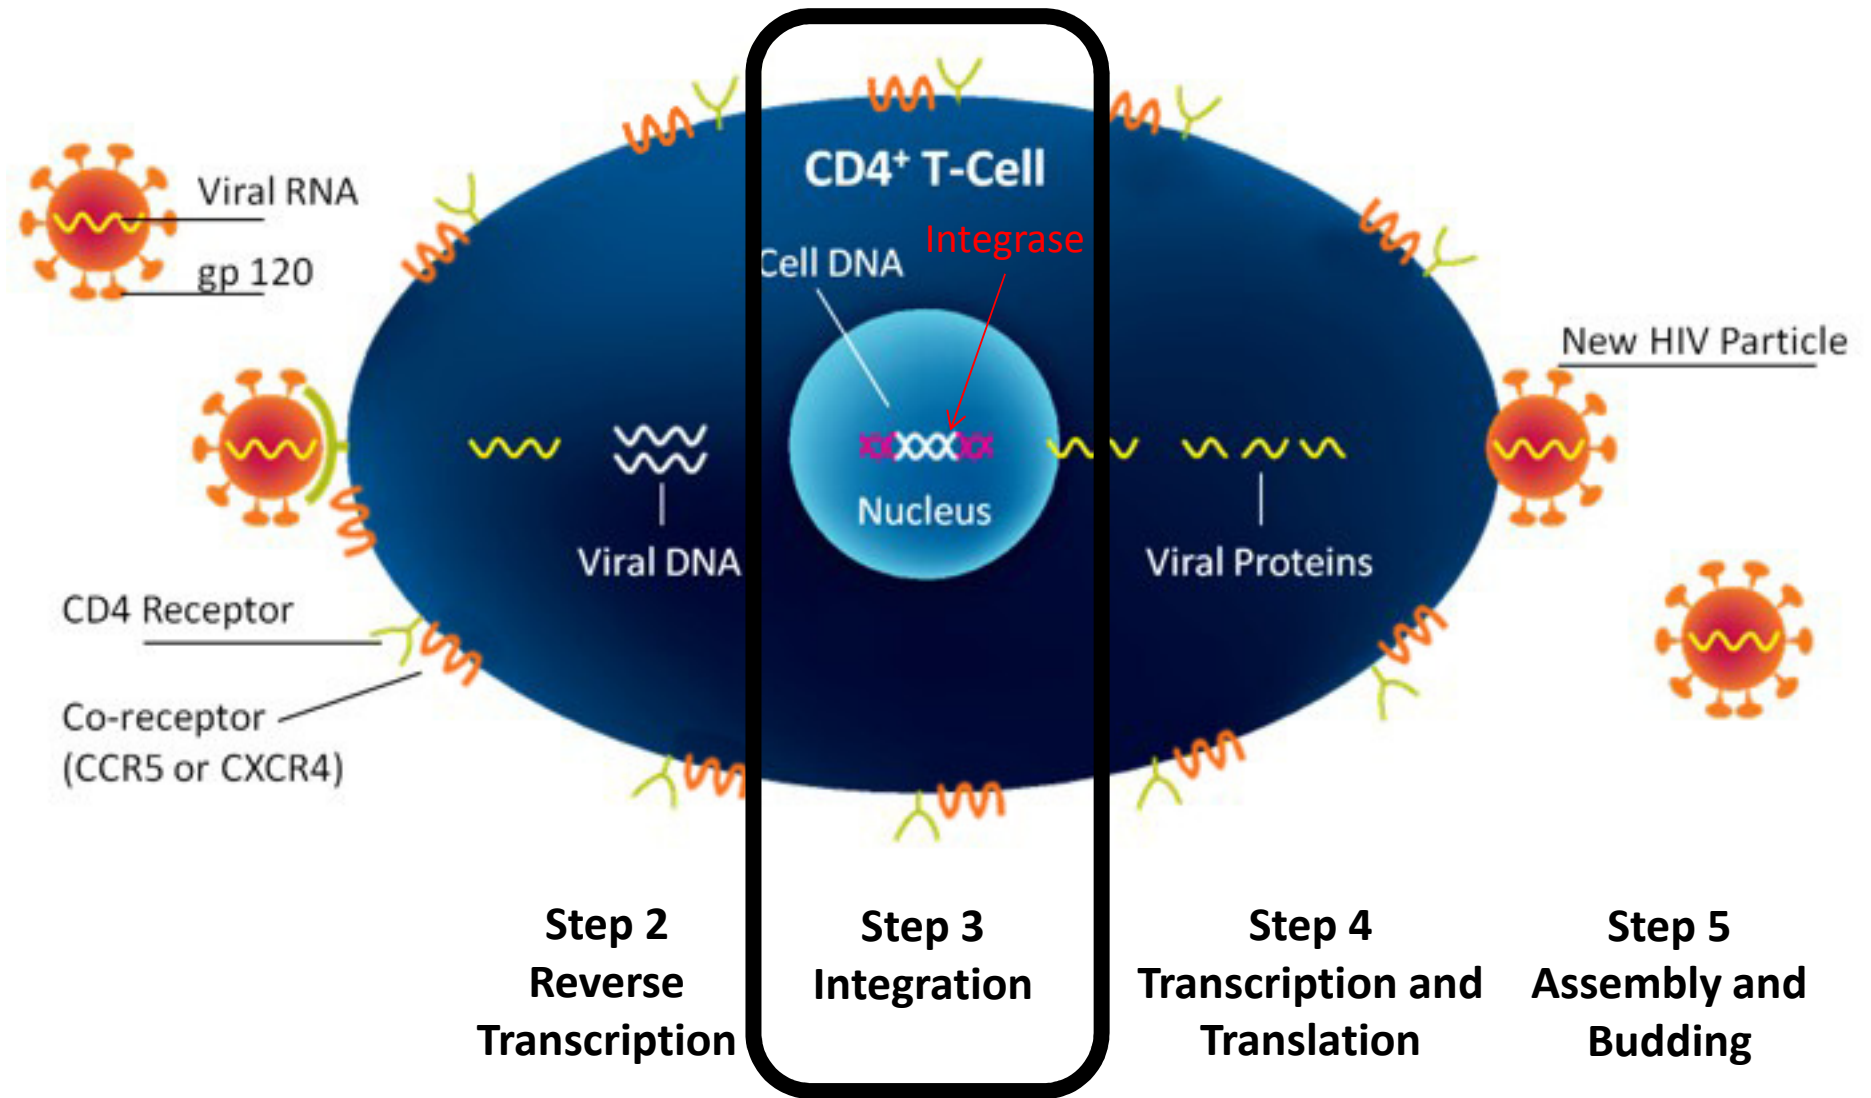 CD4⁺ T-Cell
Viral RNA
Integrase
Cell DNA
gp 120
New HIV Particle
Nucleus
Viral DNA
Viral Proteins
CD4 Receptor
Co-receptor
(CCR5 or CXCR4)
Step 2
Reverse
Transcription
Step 3
Integration
Step 4
Transcription and
Translation
Step 5
Assembly and
Budding